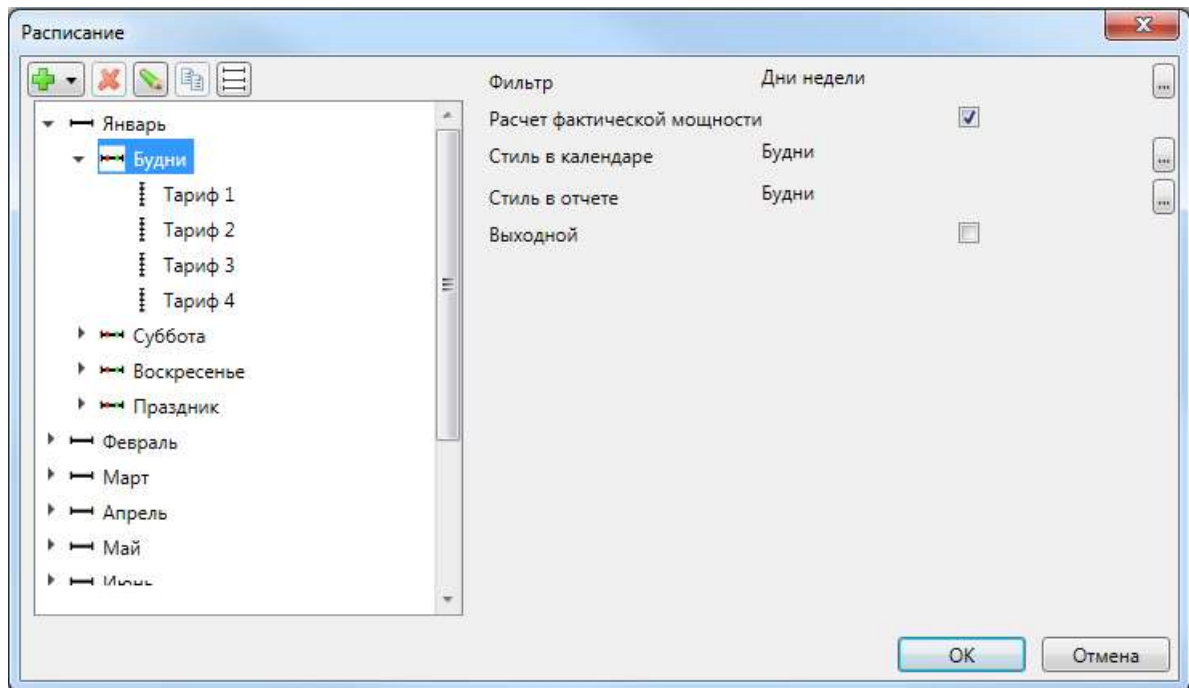 Расписание
Январь
Будни
Тариф 1
Тариф 2
Тариф 3
Тариф 4
Суббота
Воскресенье
Праздник
Февраль
Март
Апрель
Май
Июнь
Фильтр Дни недели ...
Расчет фактической мощности
Стиль в календаре Будни ...
Стиль в отчете Будни ...
Выходной
OK Отмена